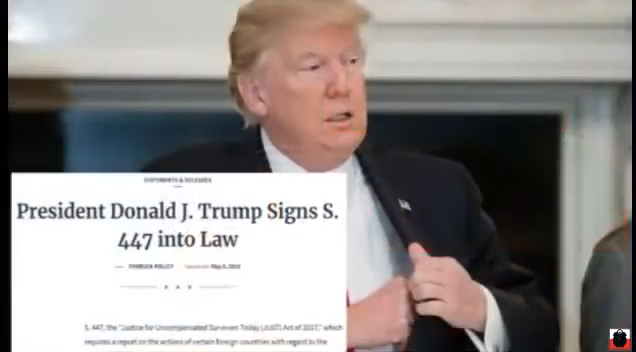 STATEMENTS & RELEASES
President Donald J. Trump Signs S.
447 into Law
FOREIGN POLICY
S. 447, the "Justice for Uncompensated Survivors Today (JUST) Act of 2017," which
requires a report on the actions of certain foreign countries with regard to the